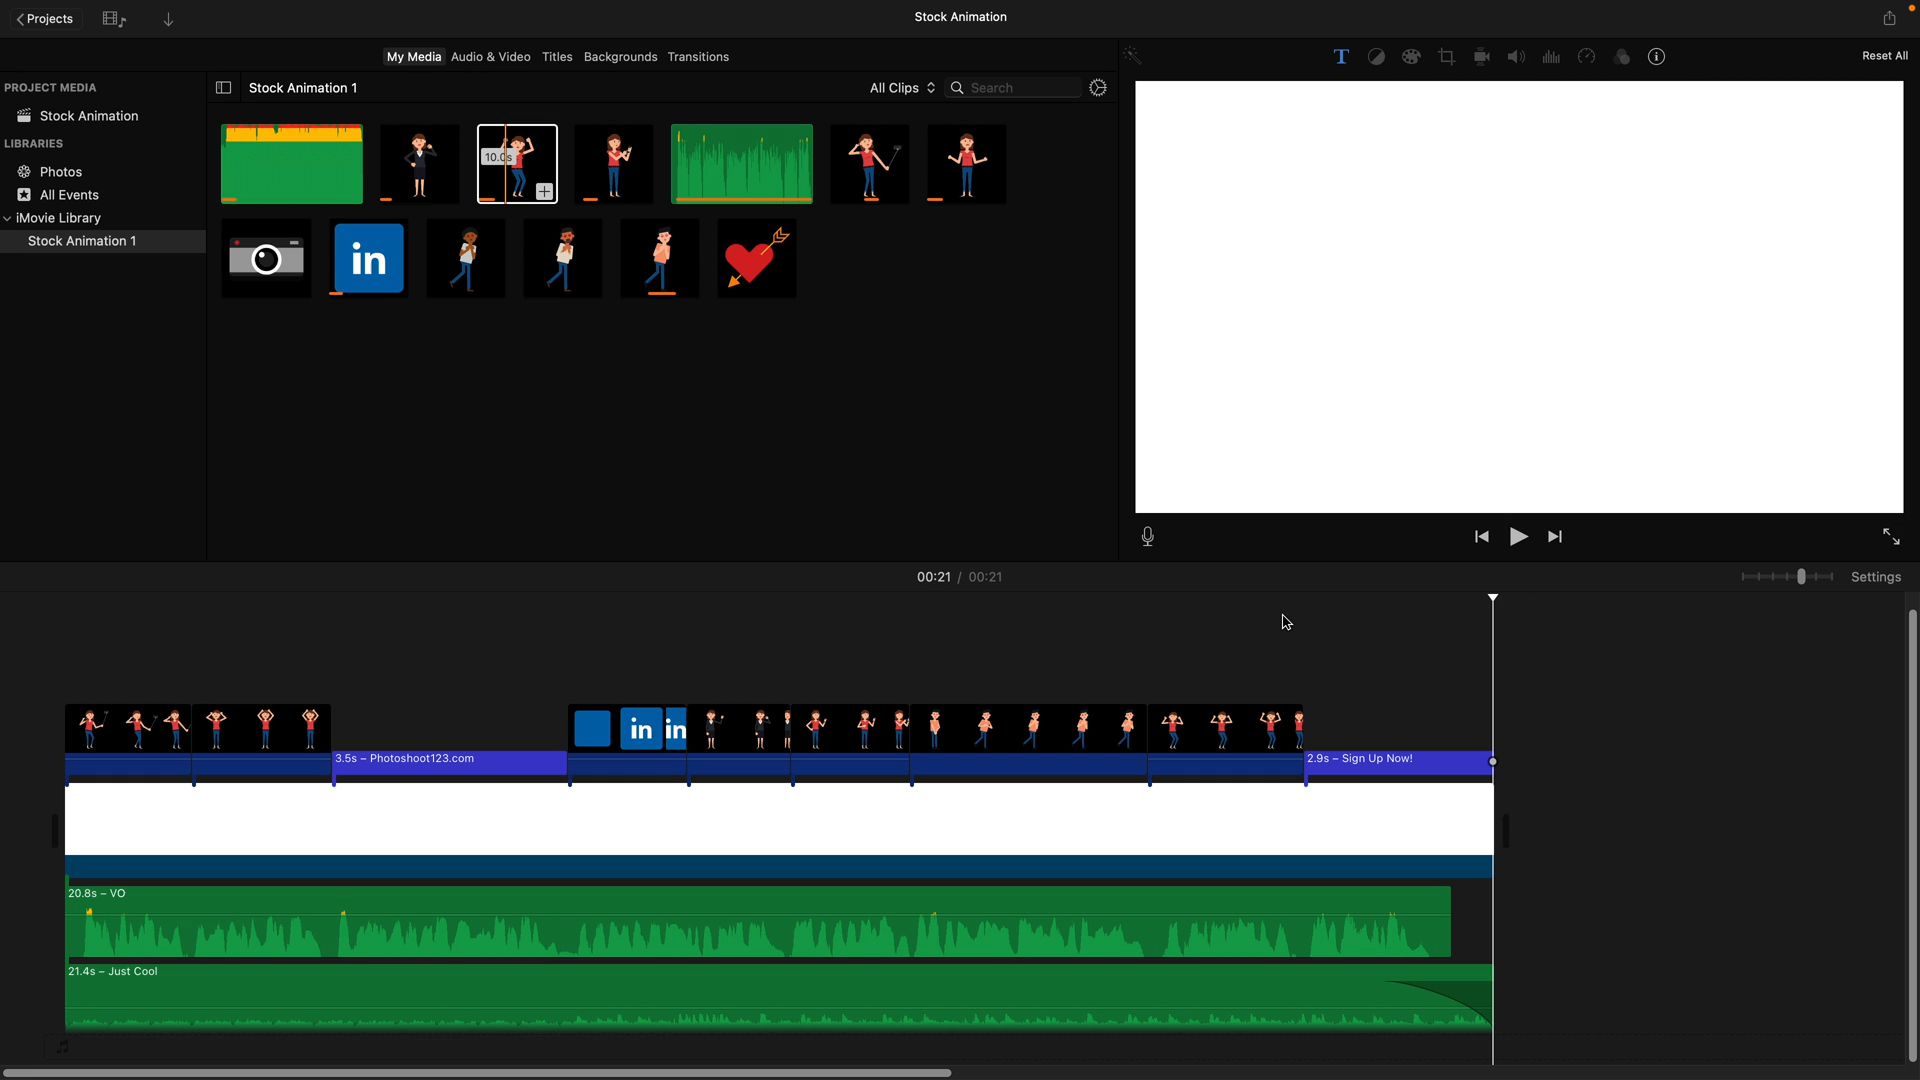 Projects
Stock Animation
My Media Audio & Video Titles Backgrounds Transitions
Reset All
PROJECT MEDIA
Stock Animation
LIBRARIES
Photos
All Events
iMovie Library
Stock Animation 1
Stock Animation 1
All Clips
Search
10.0s
in
00:21 / 00:21
Settings
in in
3.5s – Photoshoot123.com
2.9s – Sign Up Now!
20.8s – VO
21.4s – Just Cool